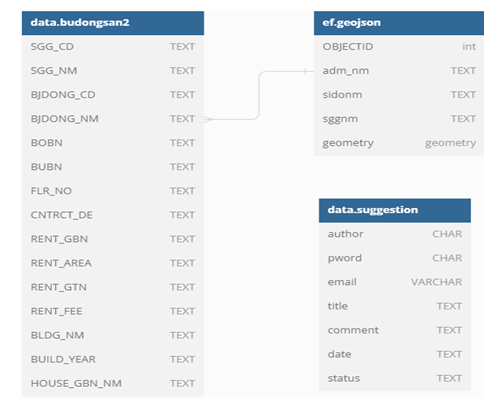 data.budongsan2
SGG_CD TEXT
SGG_NM TEXT
BJDONG_CD TEXT
BJDONG_NM TEXT
BOBN TEXT
BUBN TEXT
FLR_NO TEXT
CNTRCT_DE TEXT
RENT_GBN TEXT
RENT_AREA TEXT
RENT_GTN TEXT
RENT_FEE TEXT
BLDG_NM TEXT
BUILD_YEAR TEXT
HOUSE_GBN_NM TEXT
ef.geojson
OBJECTID int
adm_nm TEXT
sidonm TEXT
sggnm TEXT
geometry geometry
data.suggestion
author CHAR
pword CHAR
email VARCHAR
title TEXT
comment TEXT
date TEXT
status TEXT